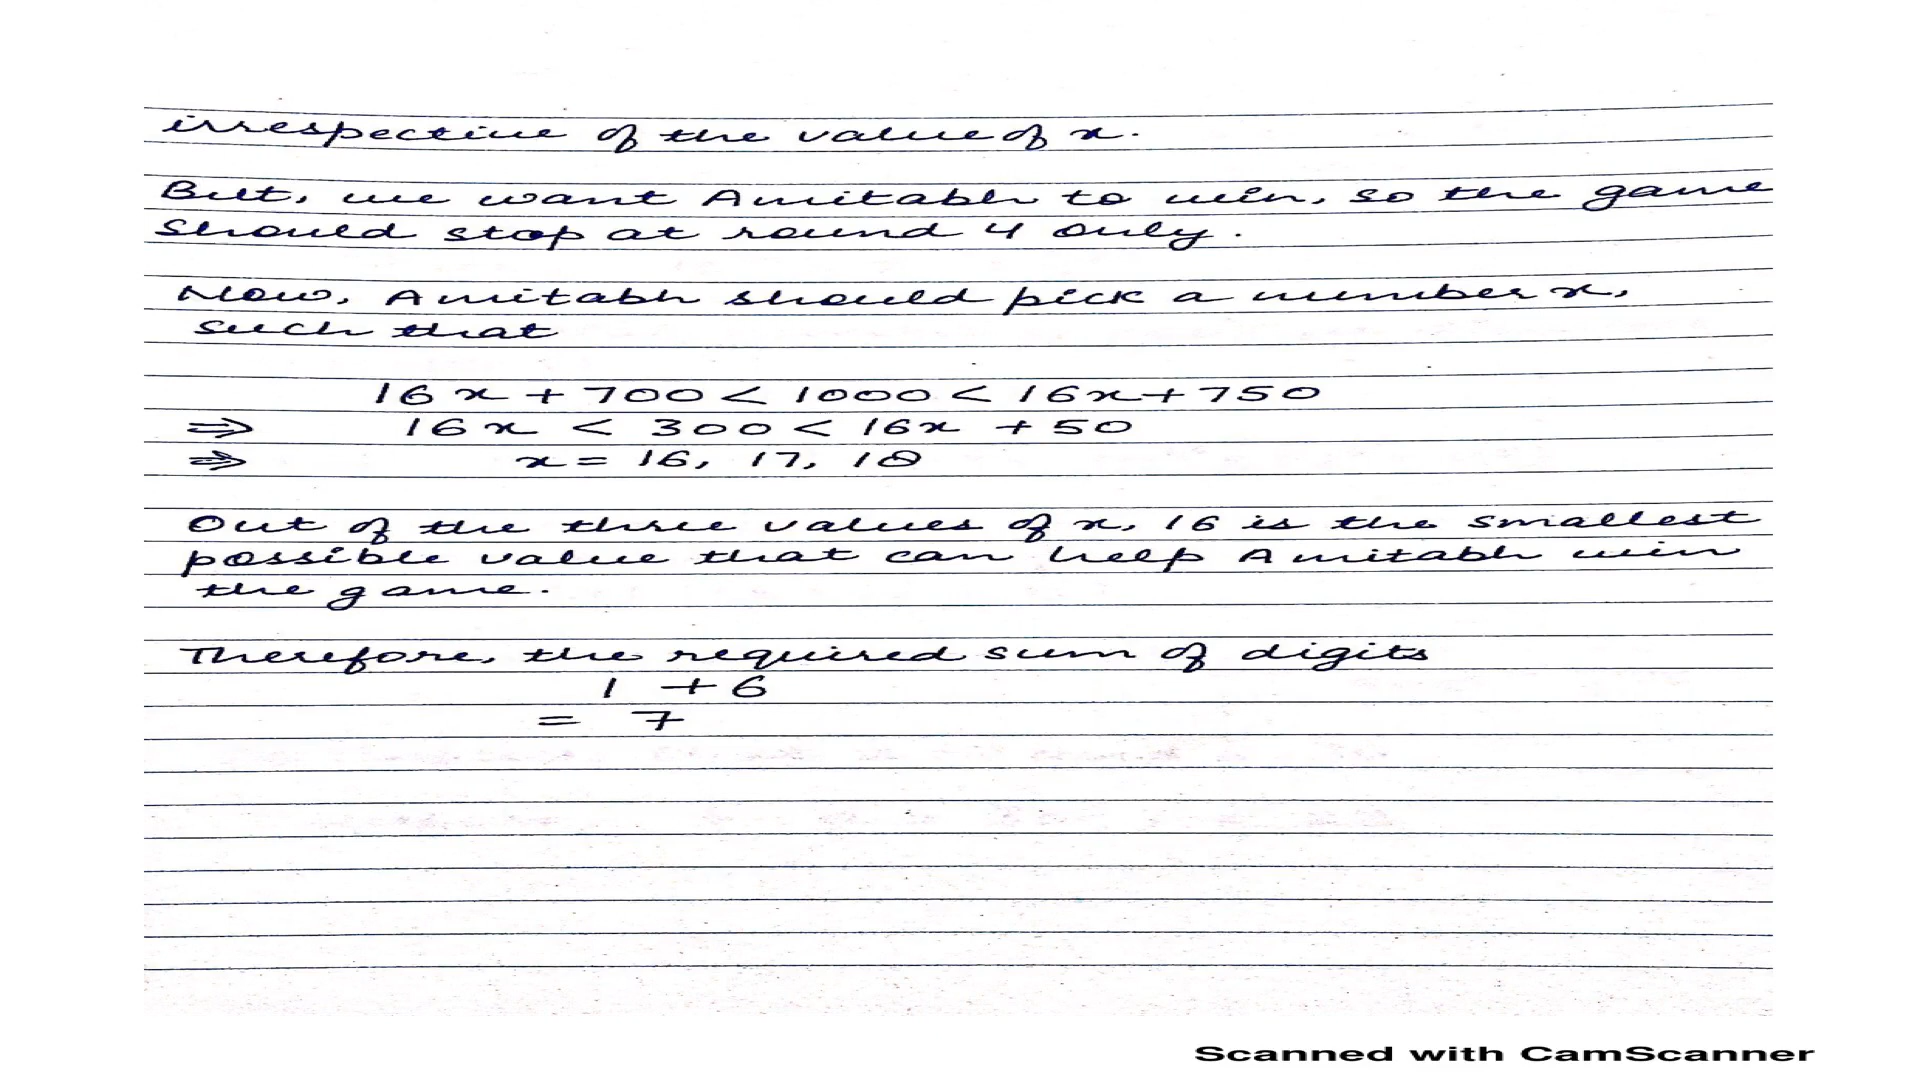 irrespective of the value of x.
But, we want Amitabh to win, so the game
should stop at round 4 only.
Now, Amitabh should pick a number x,
such that
16x + 700 < 1000 < 16x + 750
⇒ 16x < 300 < 16x + 50
⇒ x = 16, 17, 18
Out of the three values of x, 16 is the smallest
possible value that can help Amitabh win
the game.
Therefore, the required sum of digits
1 + 6
= 7
Scanned with CamScanner